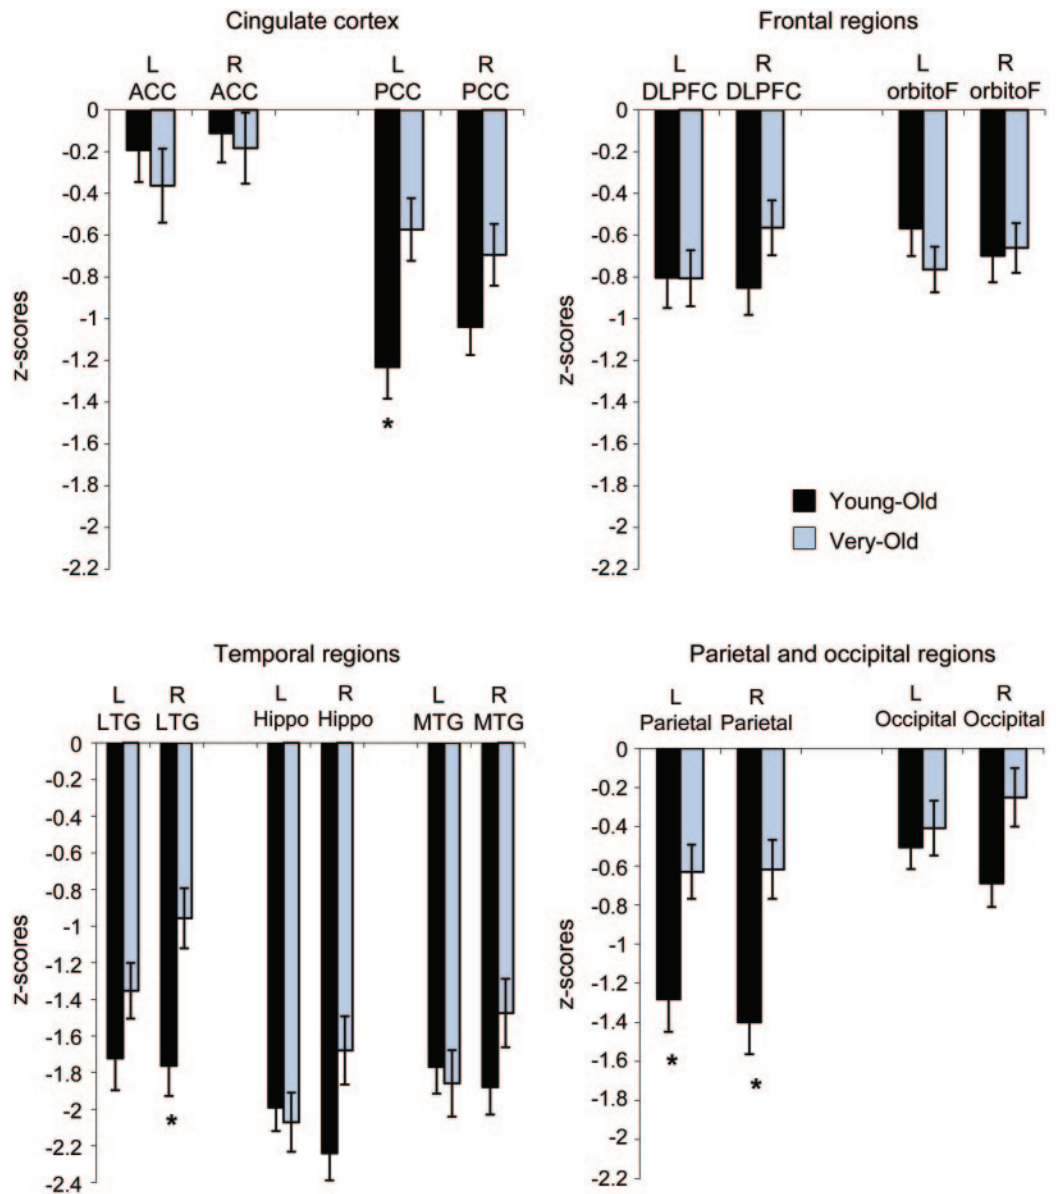 Cingulate cortex
L R L R
ACC ACC PCC PCC
0
-0.2
-0.4
-0.6
-0.8
-1
-1.2
-1.4
-1.6
-1.8
-2
-2.2
z-scores
*
Frontal regions
L R L R
DLPFC DLPFC orbitoF orbitoF
0
-0.2
-0.4
-0.6
-0.8
-1
-1.2
-1.4
-1.6
-1.8
-2
-2.2
z-scores
Young-Old
Very-Old
Temporal regions
L R L R L R
LTG LTG Hippo Hippo MTG MTG
0
-0.2
-0.4
-0.6
-0.8
-1
-1.2
-1.4
-1.6
-1.8
-2
-2.2
-2.4
z-scores
*
Parietal and occipital regions
L R L R
Parietal Parietal Occipital Occipital
0
-0.2
-0.4
-0.6
-0.8
-1
-1.2
-1.4
-1.6
-1.8
-2
-2.2
z-scores
*
*